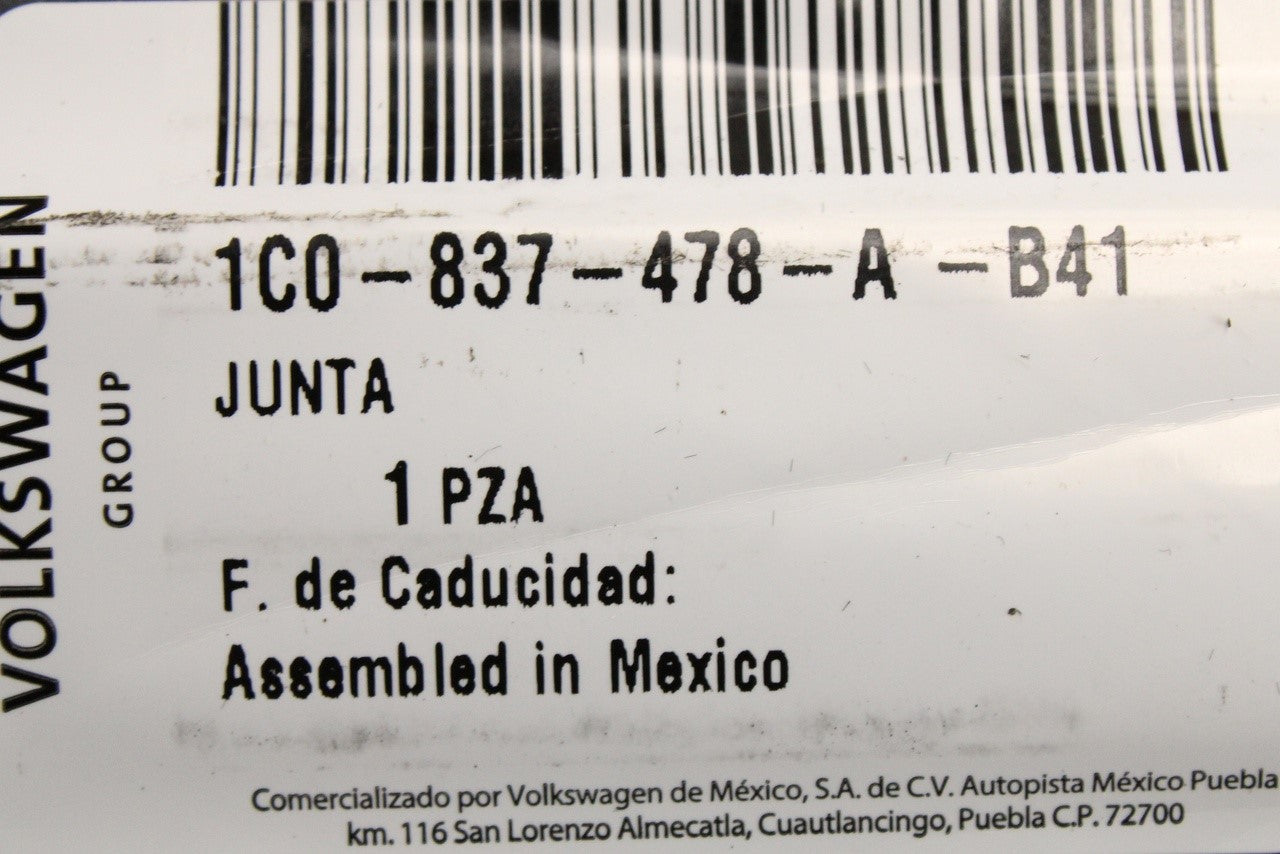 VOLKSWAGEN
GROUP
1C0-837-478-A -B41
JUNTA
1 PZA
F. de Caducidad:
Assembled in Mexico
Comercializado por Volkswagen de México, S.A. de C.V. Autopista México Puebla
km. 116 San Lorenzo Almecatla, Cuautlancingo, Puebla C.P. 72700